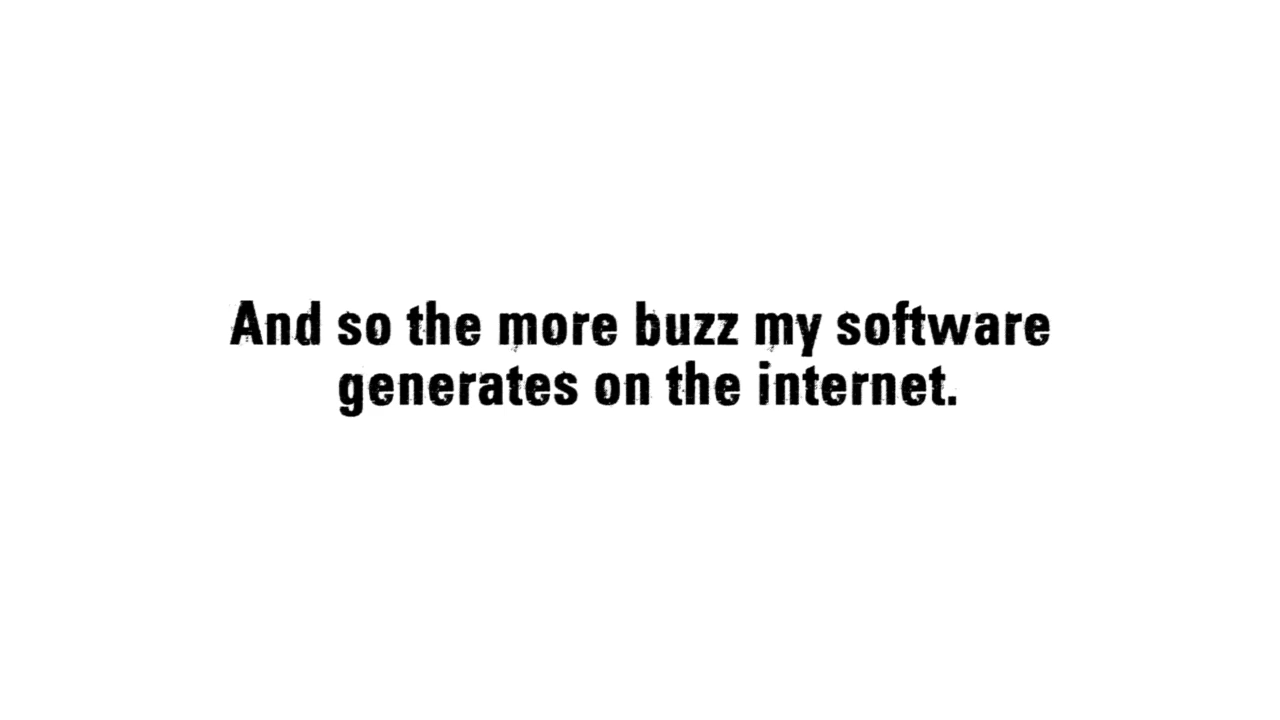 And so the more buzz my software
generates on the internet.